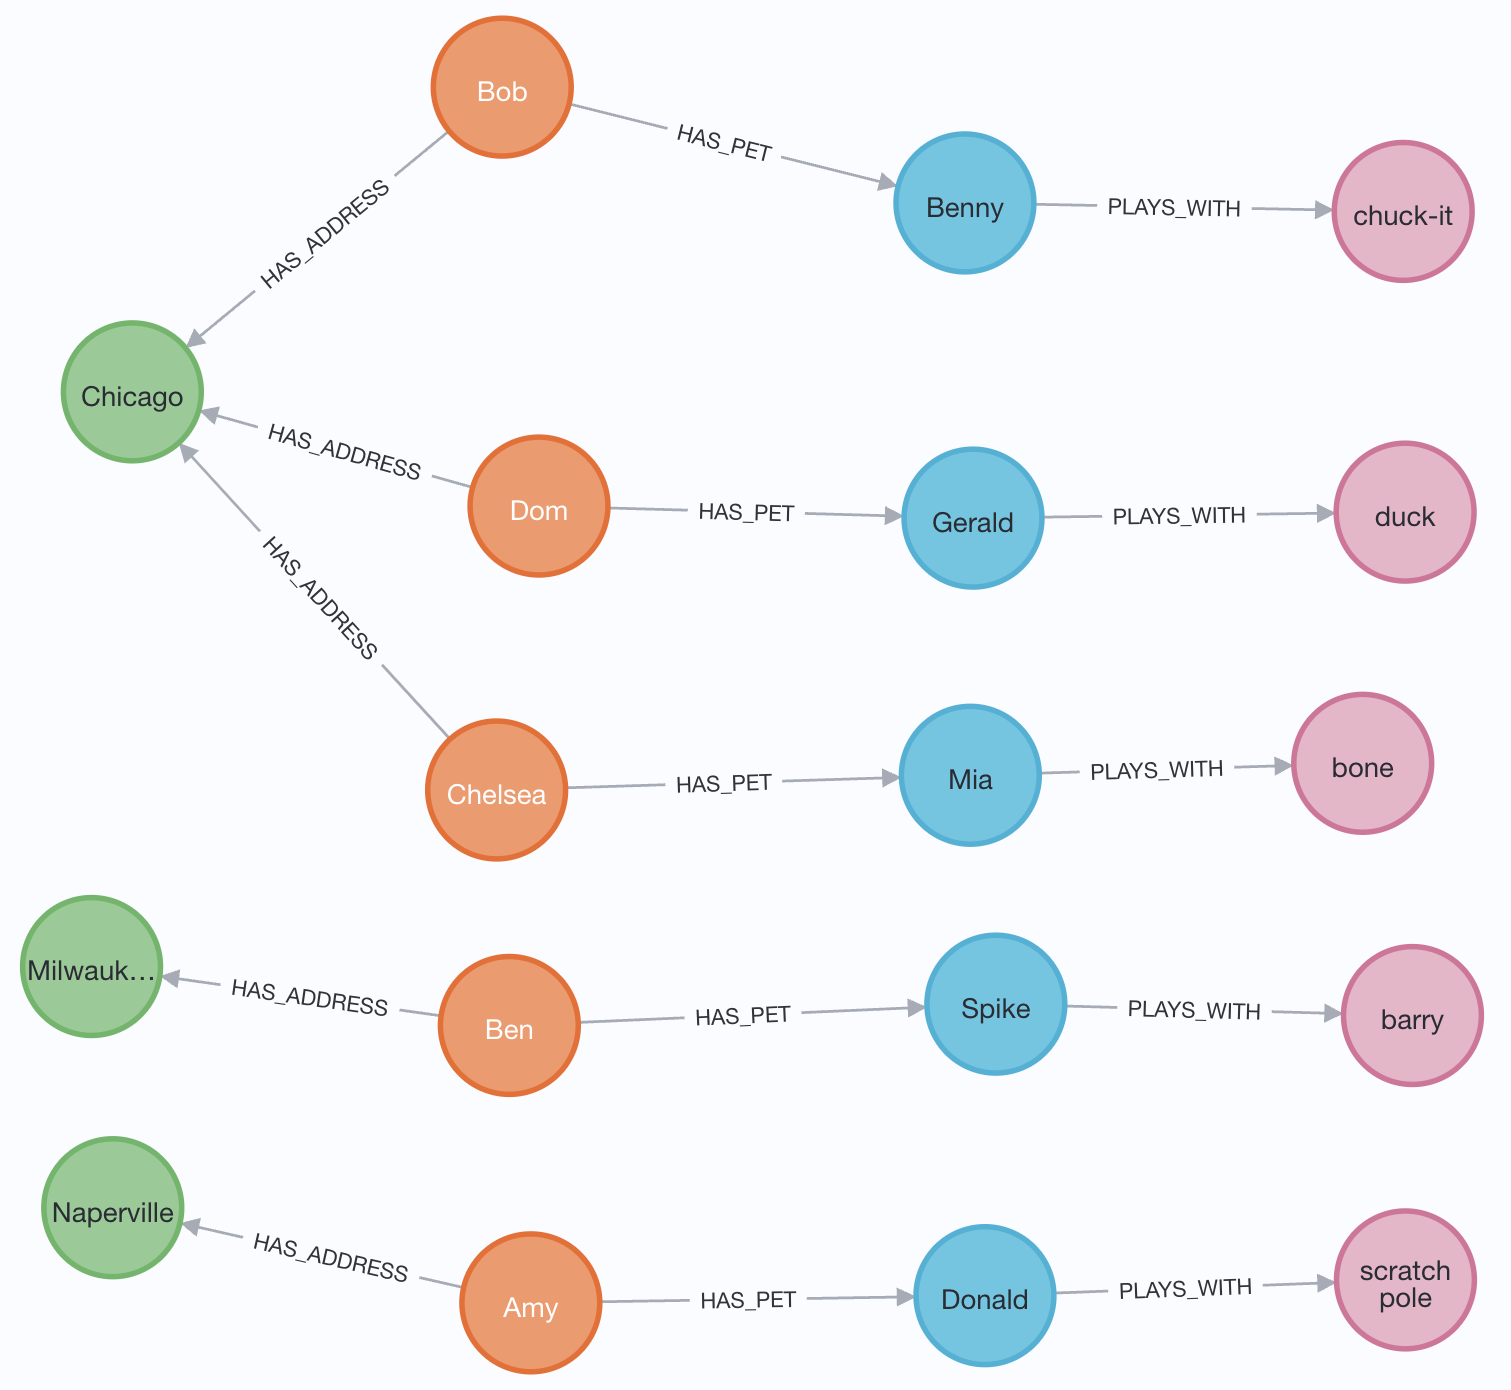 Bob
HAS_PET
Benny
PLAYS_WITH
chuck-it
HAS_ADDRESS
Chicago
HAS_ADDRESS
Dom
HAS_PET
Gerald
PLAYS_WITH
duck
HAS_ADDRESS
Chelsea
HAS_PET
Mia
PLAYS_WITH
bone
Milwauk...
HAS_ADDRESS
Ben
HAS_PET
Spike
PLAYS_WITH
barry
Naperville
HAS_ADDRESS
Amy
HAS_PET
Donald
PLAYS_WITH
scratch
pole